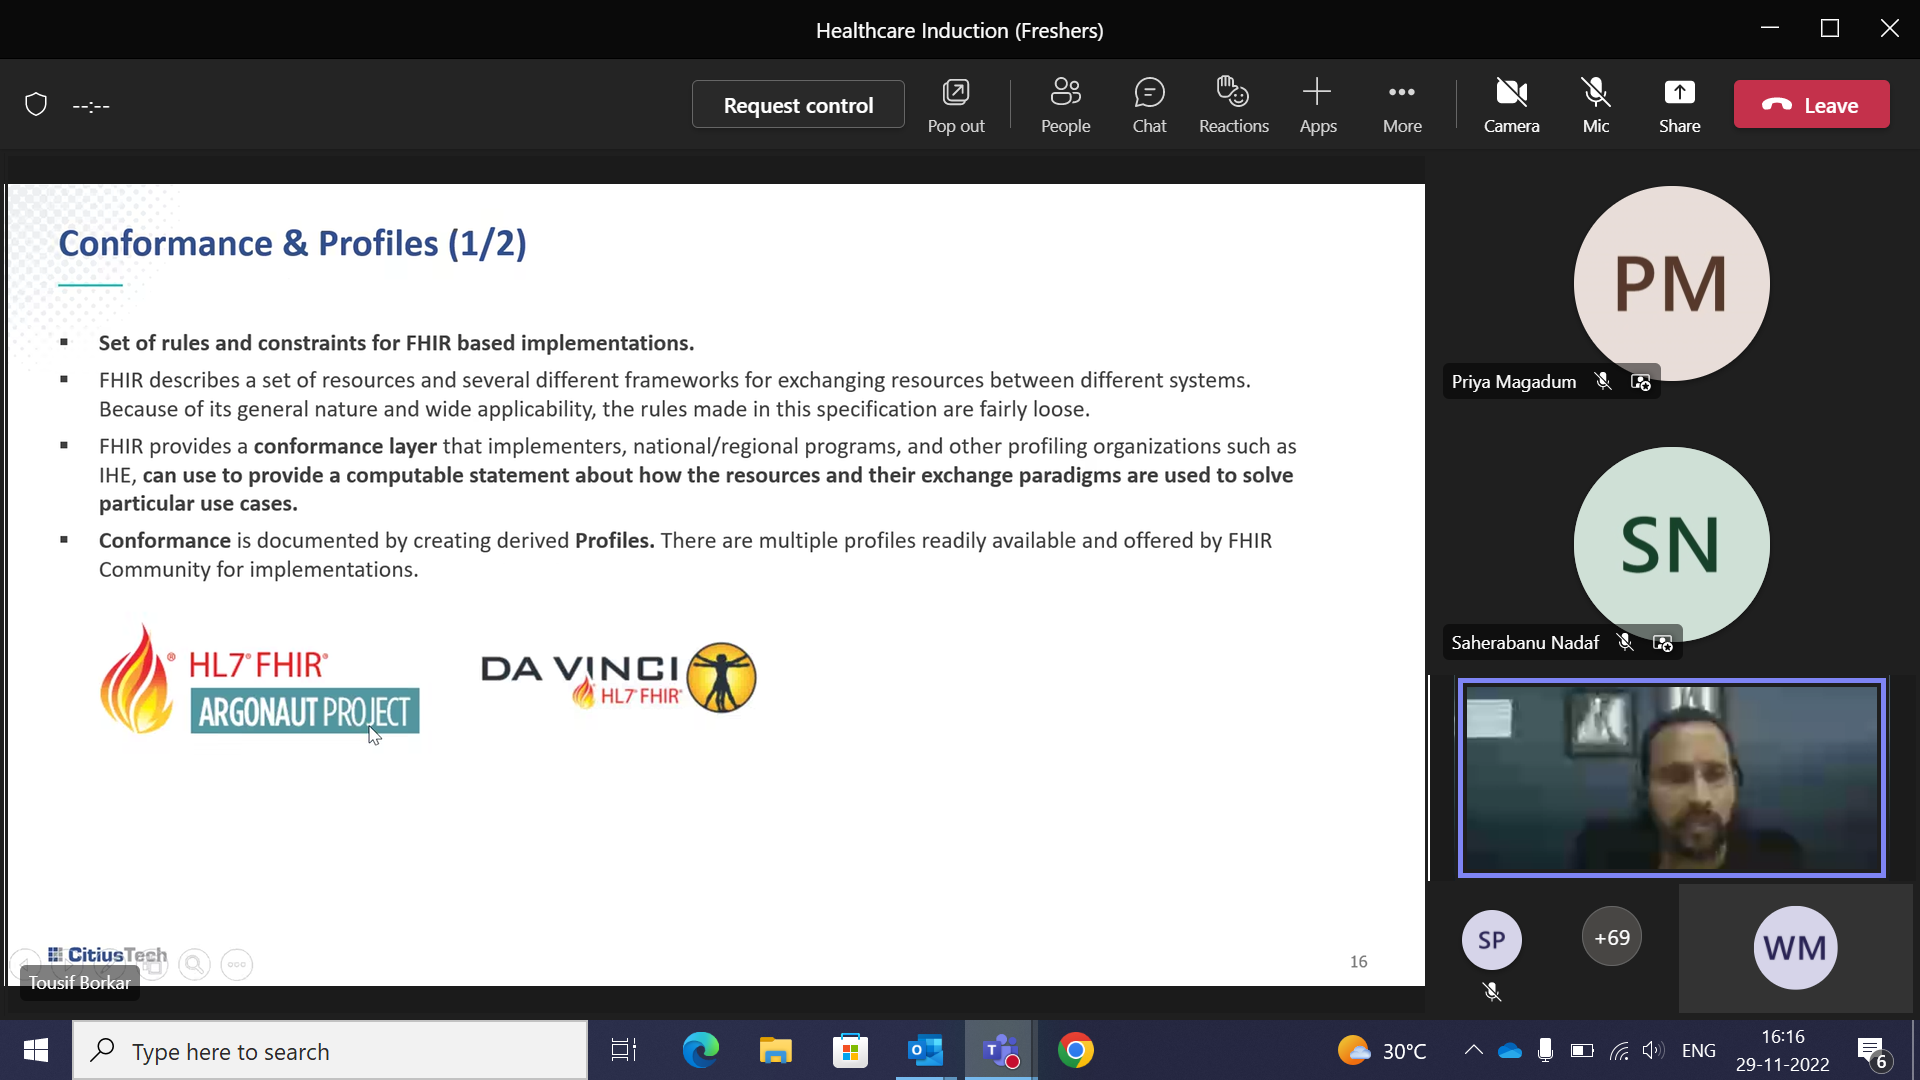 Healthcare Induction (Freshers)
--:--
Request control
Pop out
People
Chat
Reactions
Apps
More
Camera
Mic
Share
Leave
Conformance & Profiles (1/2)
▪ Set of rules and constraints for FHIR based implementations.
▪ FHIR describes a set of resources and several different frameworks for exchanging resources between different systems.
Because of its general nature and wide applicability, the rules made in this specification are fairly loose.
▪ FHIR provides a conformance layer that implementers, national/regional programs, and other profiling organizations such as
IHE, can use to provide a computable statement about how the resources and their exchange paradigms are used to solve
particular use cases.
▪ Conformance is documented by creating derived Profiles. There are multiple profiles readily available and offered by FHIR
Community for implementations.
® HL7® FHIR®
ARGONAUT PROJECT
DA VINCI
HL7® FHIR®
CitiusTech
16
Tousif Borkar
PM
Priya Magadum
SN
Saherabanu Nadaf
SP
+69
WM
Type here to search
30°C
ENG
16:16
29-11-2022
6